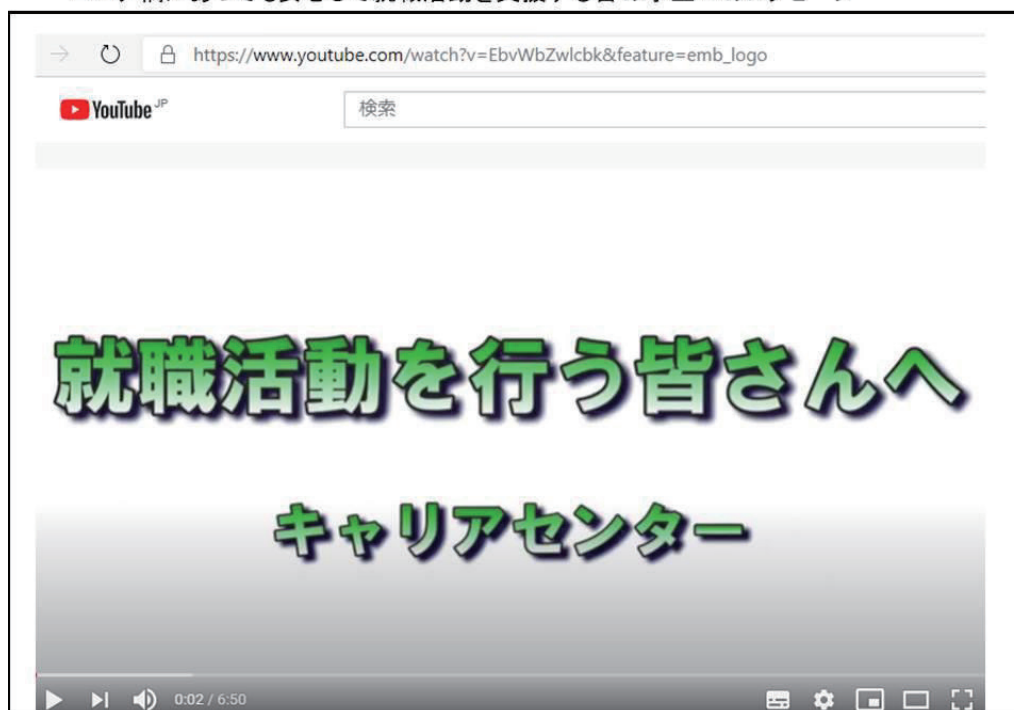 https://www.youtube.com/watch?v=EbvWbZwlcbk&feature=emb_logo
YouTube JP
検索
就職活動を行う皆さんへ
キャリアセンター
0:02 / 6:50